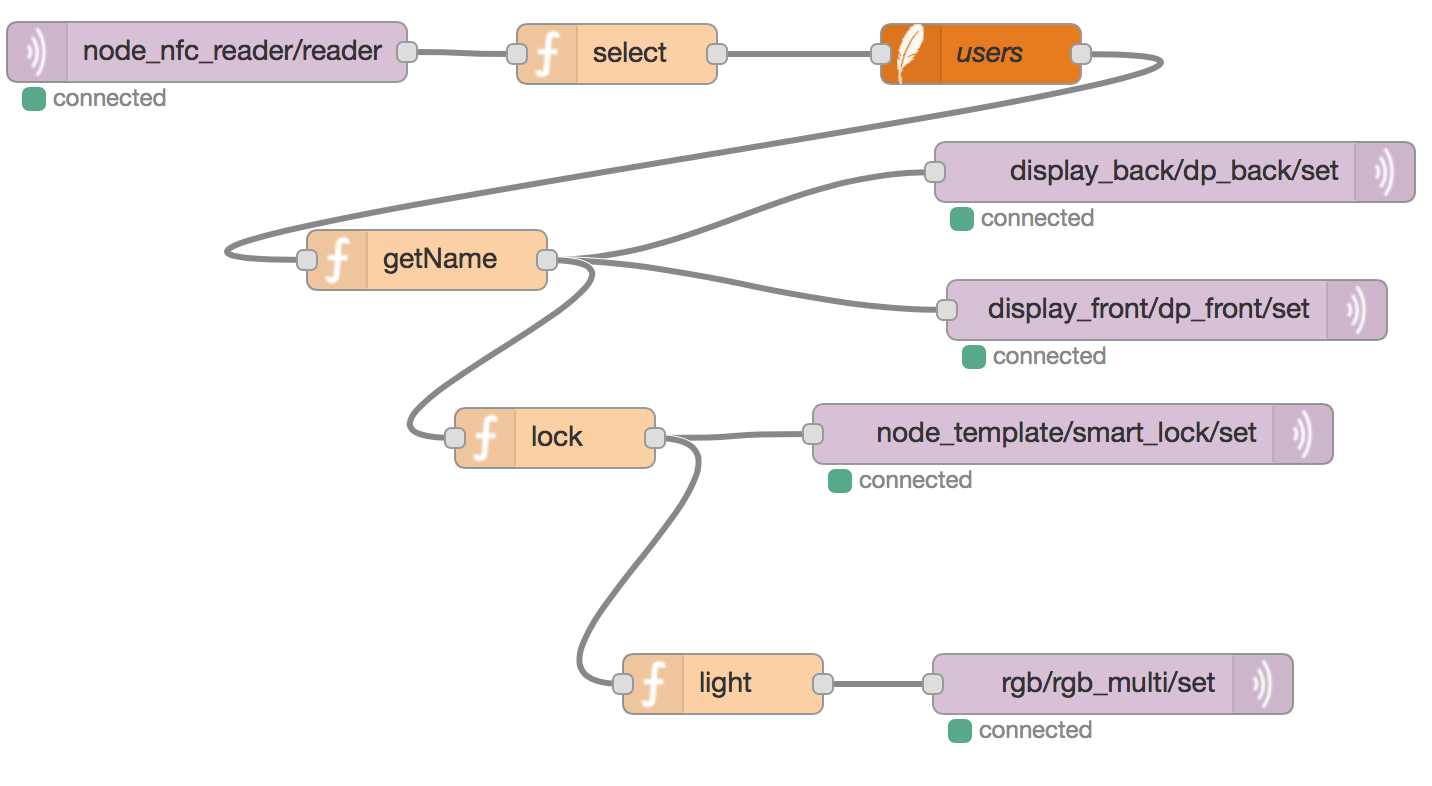 node_nfc_reader/reader
select
users
connected
display_back/dp_back/set
connected
getName
display_front/dp_front/set
connected
lock
node_template/smart_lock/set
connected
light
rgb/rgb_multi/set
connected